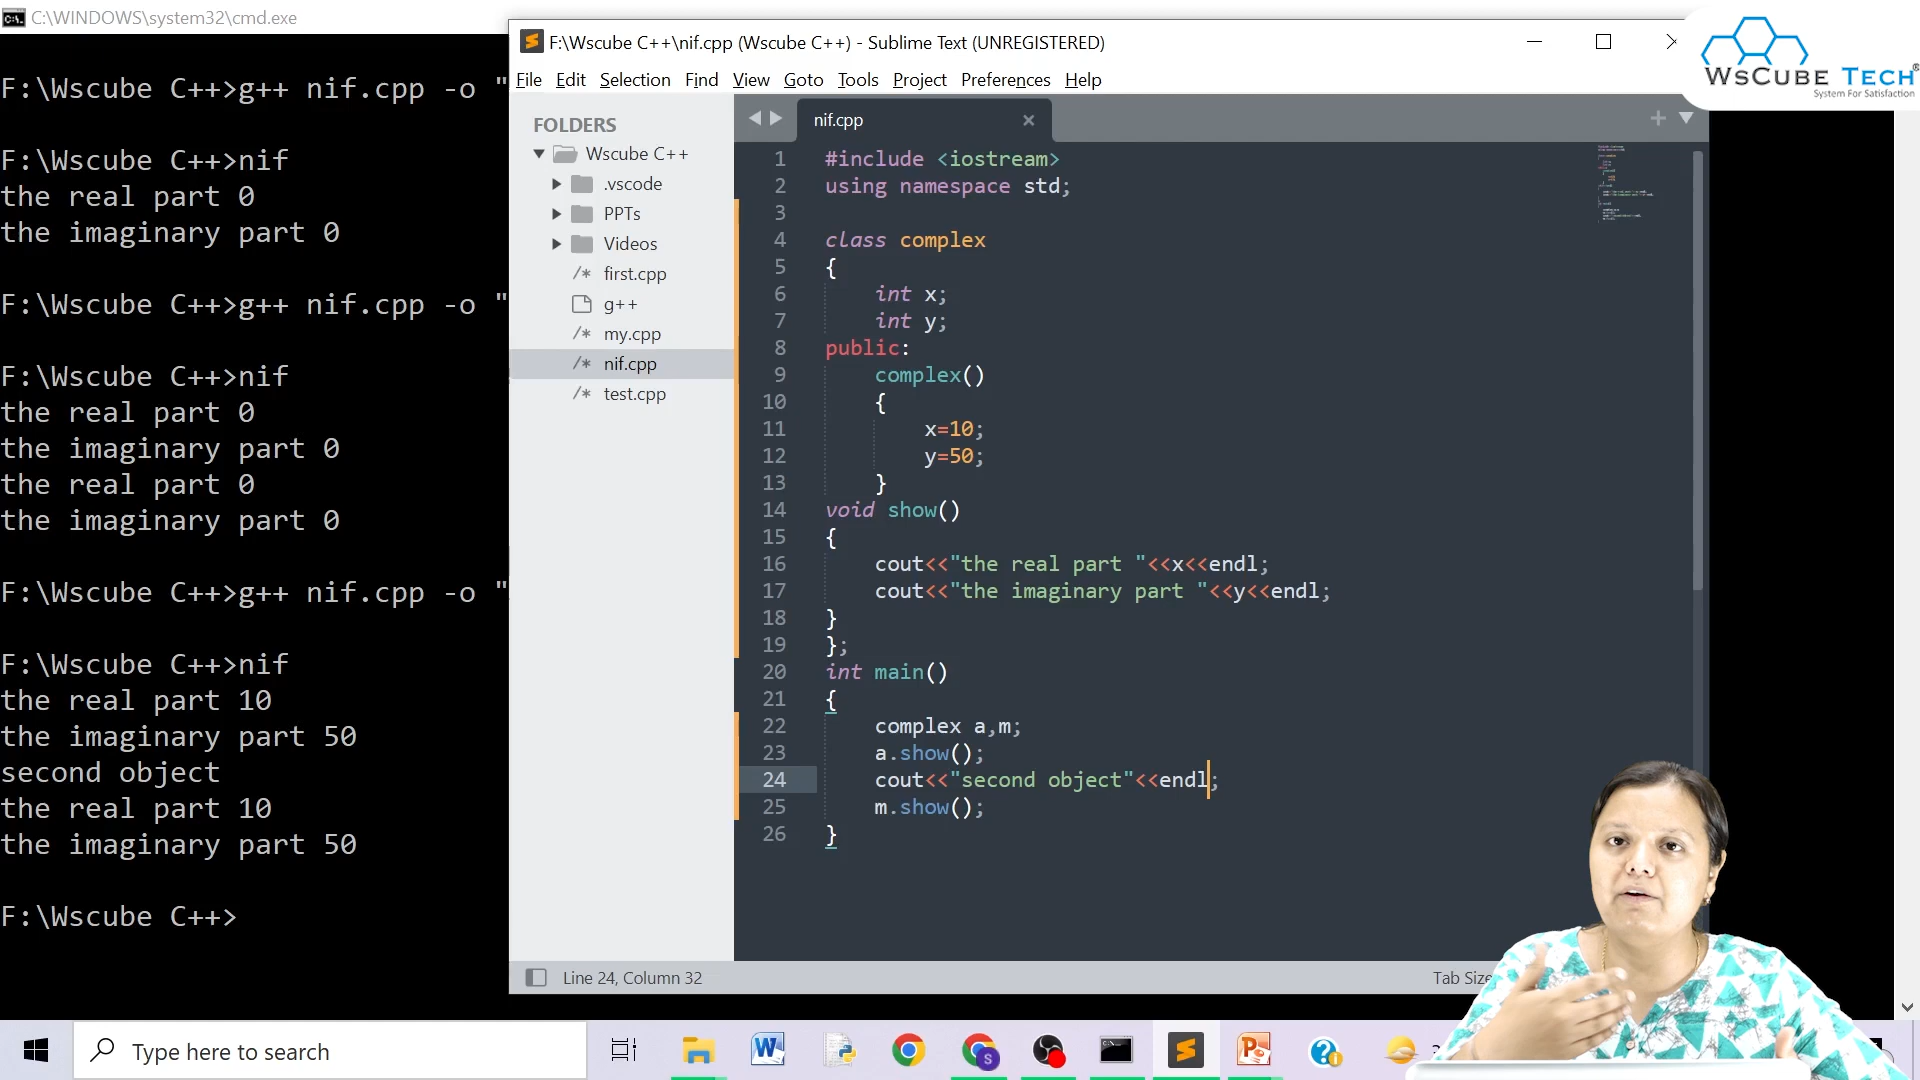 C:\WINDOWS\system32\cmd.exe
F:\Wscube C++>g++ nif.cpp -o "
F:\Wscube C++>nif
the real part 0
the imaginary part 0
F:\Wscube C++>g++ nif.cpp -o "
F:\Wscube C++>nif
the real part 0
the imaginary part 0
the real part 0
the imaginary part 0
F:\Wscube C++>g++ nif.cpp -o "
F:\Wscube C++>nif
the real part 10
the imaginary part 50
second object
the real part 10
the imaginary part 50
F:\Wscube C++>
F:\Wscube C++\nif.cpp (Wscube C++) - Sublime Text (UNREGISTERED)
File Edit Selection Find View Goto Tools Project Preferences Help
FOLDERS
Wscube C++
.vscode
PPTs
Videos
/* first.cpp
g++
/* my.cpp
/* nif.cpp
/* test.cpp
nif.cpp
1 #include <iostream>
2 using namespace std;
3
4 class complex
5 {
6 int x;
7 int y;
8 public:
9 complex()
10 {
11 x=10;
12 y=50;
13 }
14 void show()
15 {
16 cout<<"the real part "<<x<<endl;
17 cout<<"the imaginary part "<<y<<endl;
18 }
19 };
20 int main()
21 {
22 complex a,m;
23 a.show();
24 cout<<"second object"<<endl;
25 m.show();
26 }
Line 24, Column 32
Tab Size
WsCube Tech®
System For Satisfaction
Type here to search